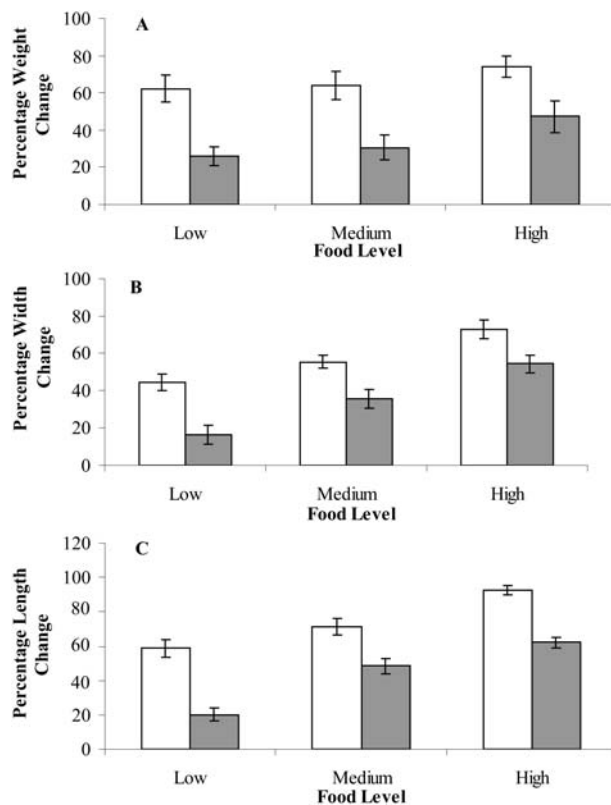 A
Percentage Weight
Change
100
80
60
40
20
0
Low
Medium
High
Food Level
B
Percentage Width
Change
100
80
60
40
20
0
Low
Medium
High
Food Level
C
Percentage Length
Change
120
100
80
60
40
20
0
Low
Medium
High
Food Level